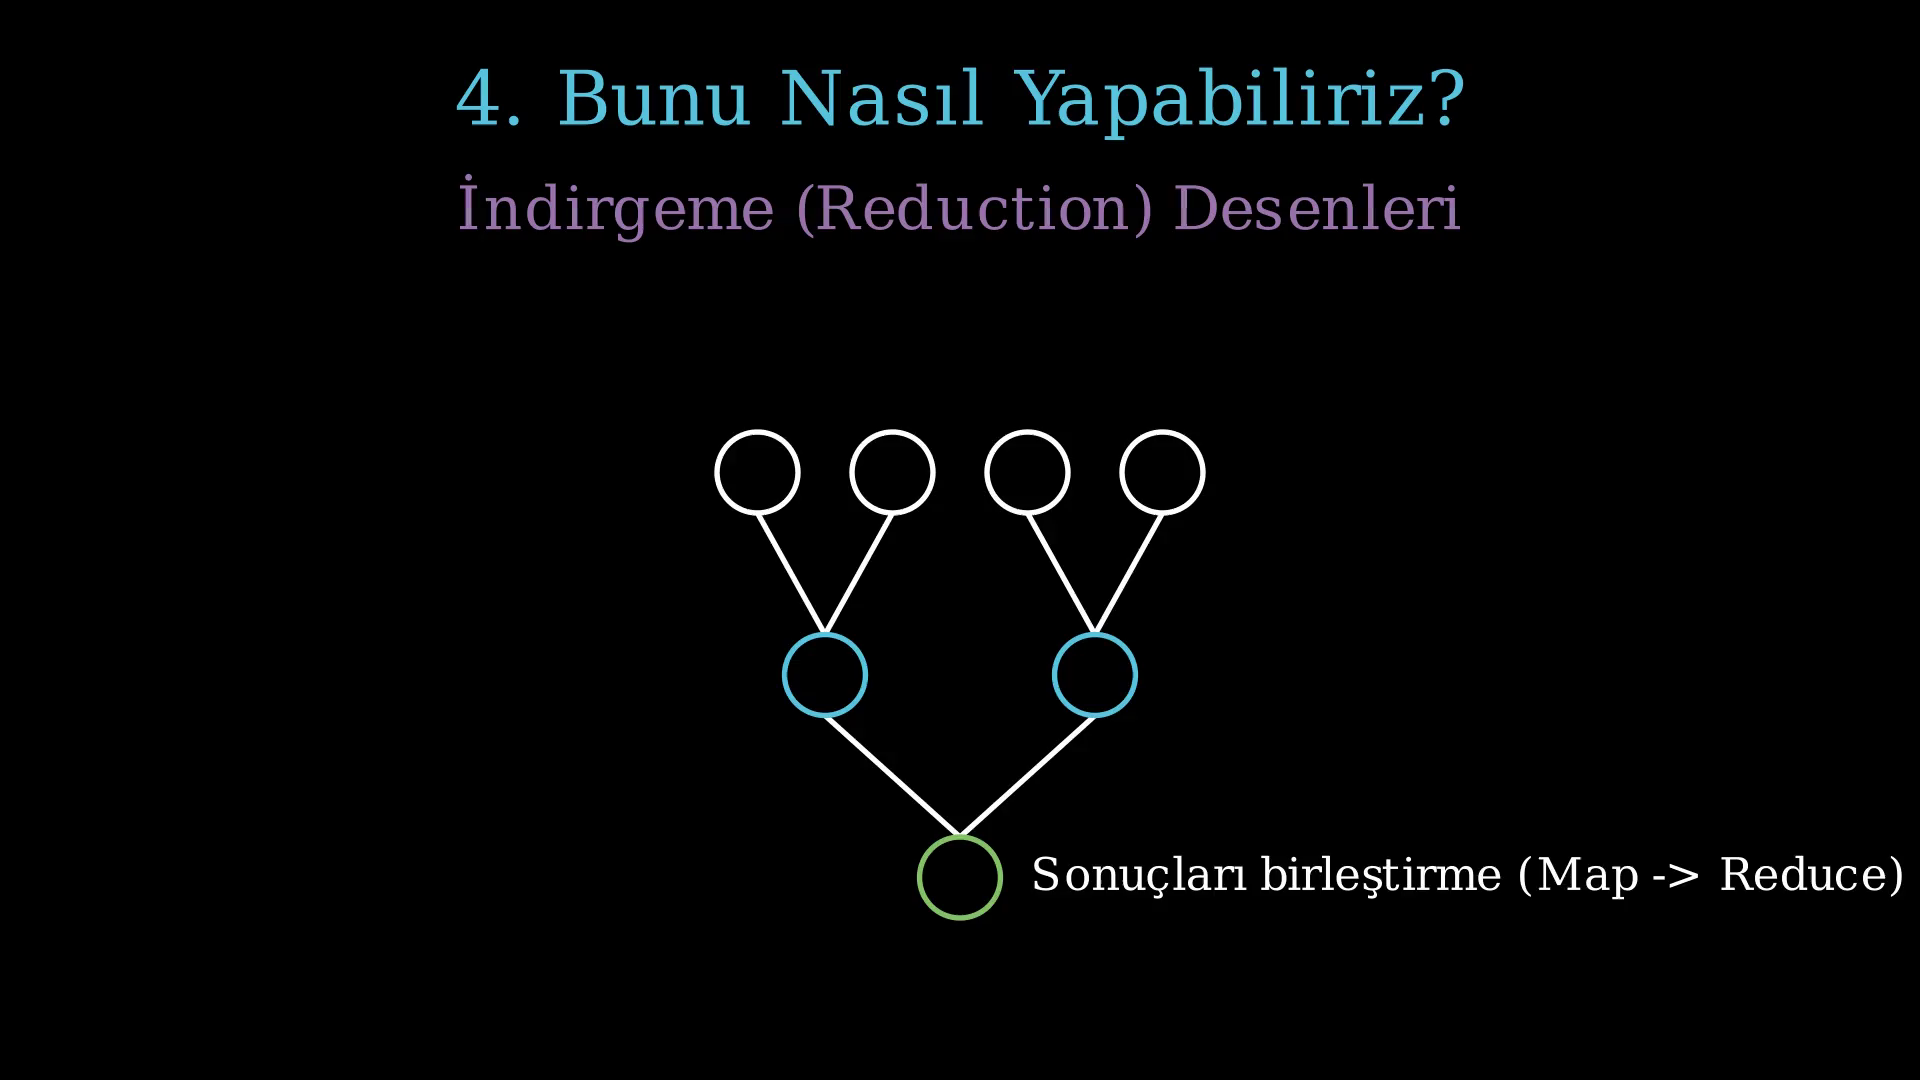 4. Bunu Nasıl Yapabiliriz?
İndirgeme (Reduction) Desenleri
Sonuçları birleştirme (Map -> Reduce)